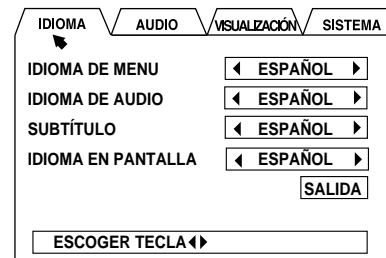 IDIOMA AUDIO VISUALIZACIÓN SISTEMA
IDIOMA DE MENU ESPAÑOL
IDIOMA DE AUDIO ESPAÑOL
SUBTÍTULO ESPAÑOL
IDIOMA EN PANTALLA ESPAÑOL
SALIDA
ESCOGER TECLA